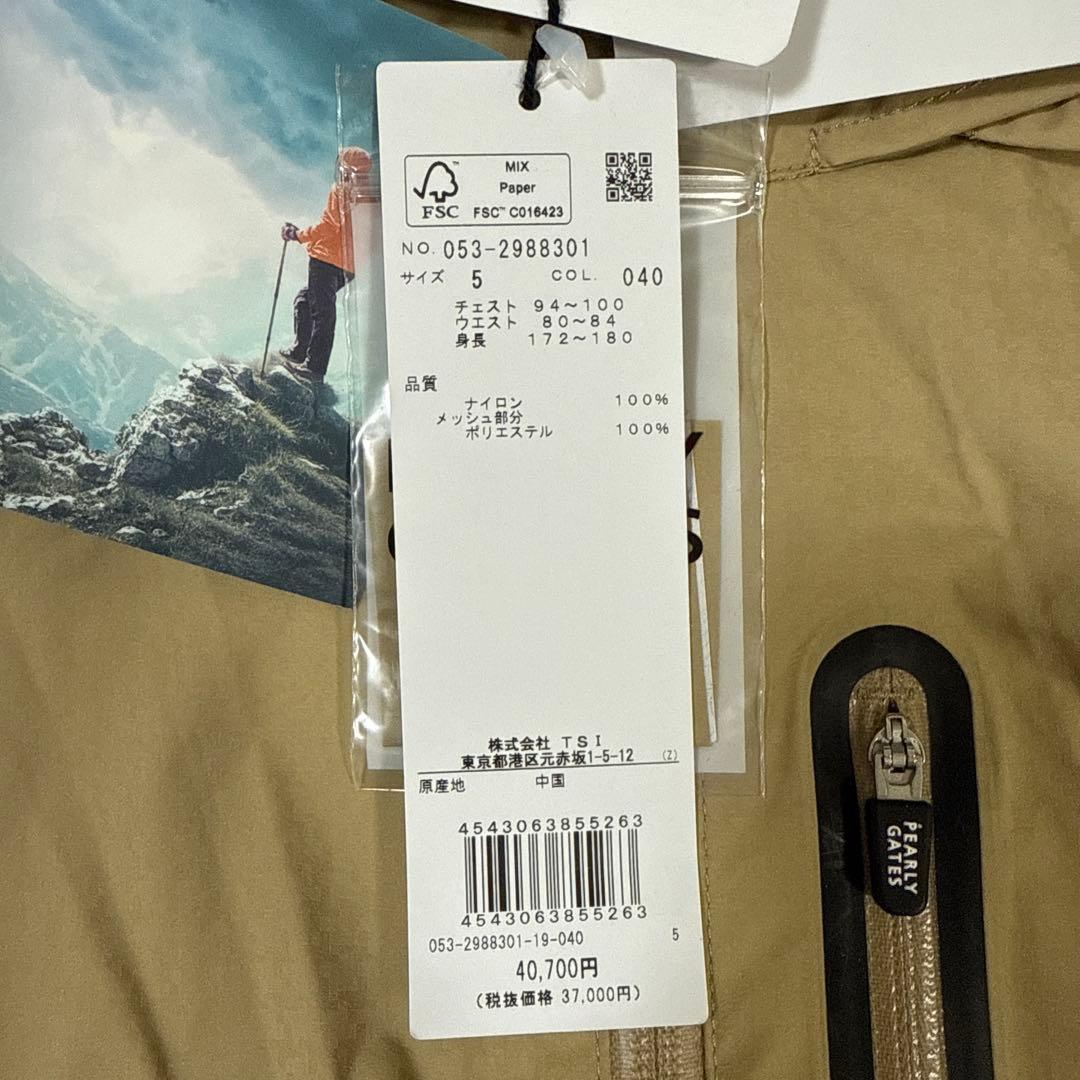 MIX
Paper
FSC™ C016423
FSC
NO. 053-2988301
サイズ 5 COL. 040
チェスト 94～100
ウエスト 80～84
身長 172～180
品質
ナイロン 100%
メッシュ部分
ポリエステル 100%
株式会社 TSI
東京都港区元赤坂1-5-12 (Z)
原産地 中国
4543063855263
4543063855263
053-2988301-19-040 5
40,700円
(税抜価格 37,000円)
PEARLY
GATES